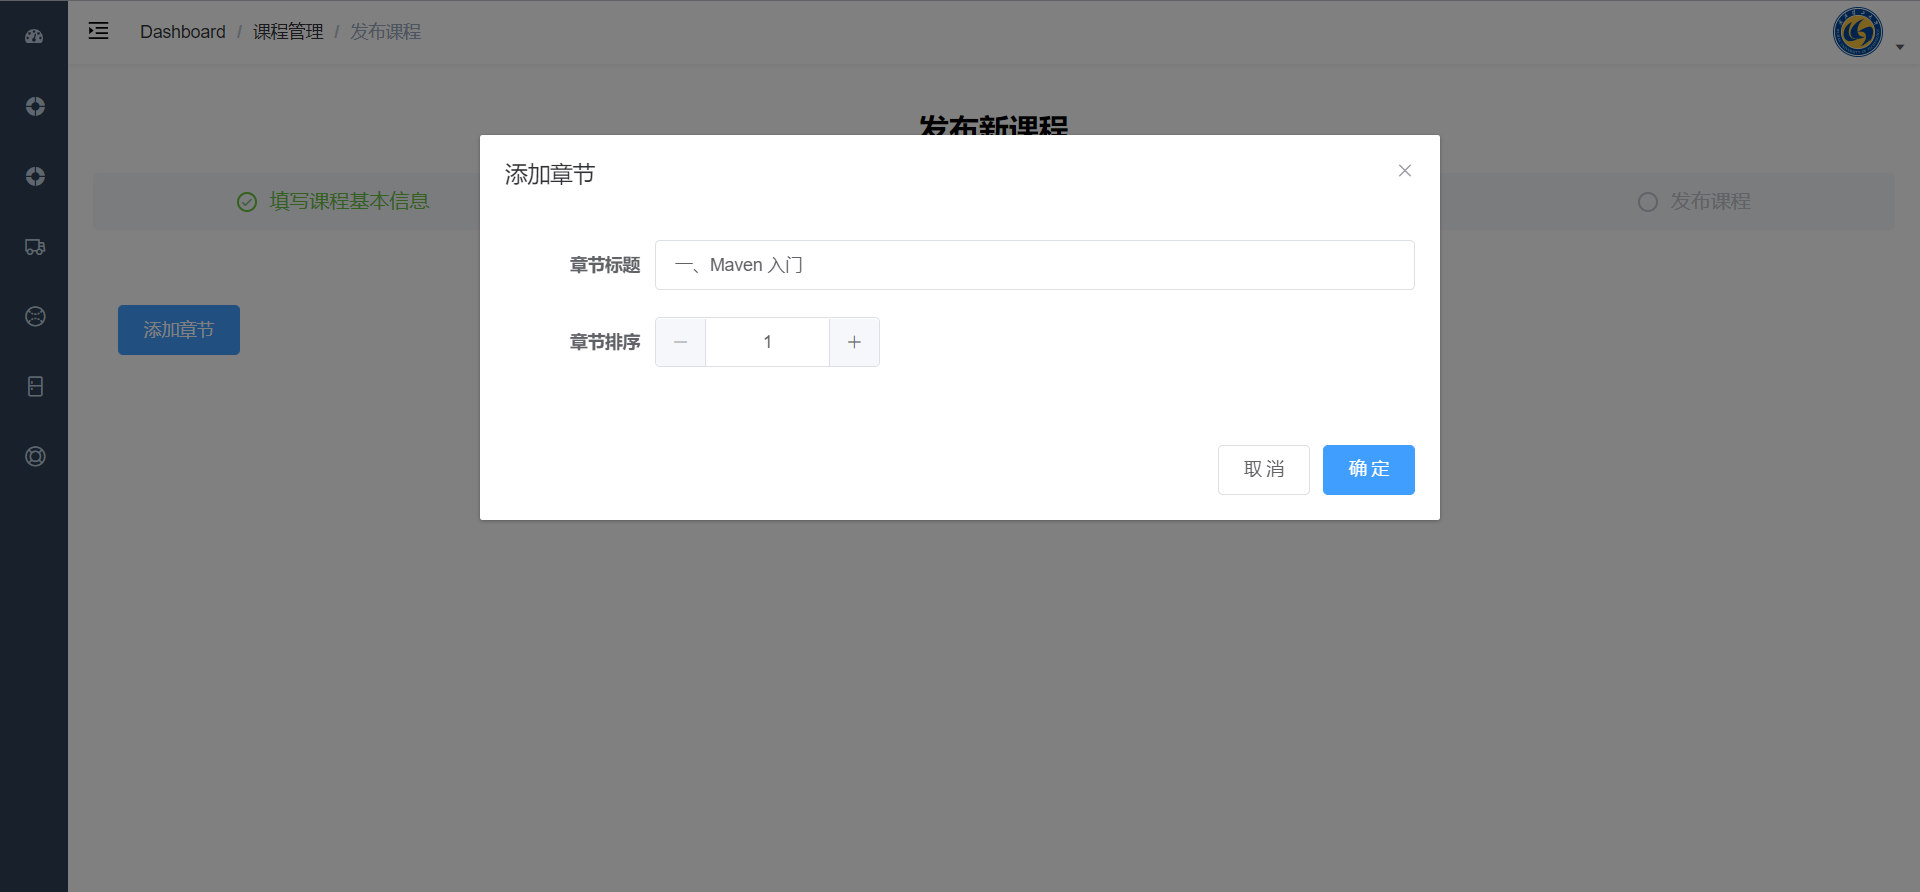 Dashboard / 课程管理 / 发布课程
发布新课程
填写课程基本信息
发布课程
添加章节
添加章节
章节标题 一、Maven 入门
章节排序 1
取消 确定